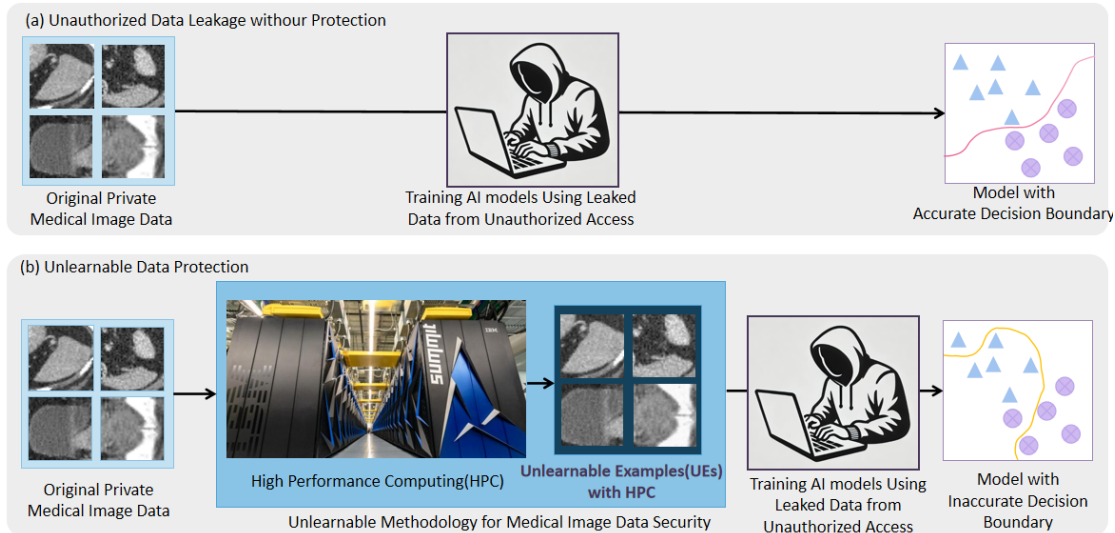 (a) Unauthorized Data Leakage withour Protection
Original Private
Medical Image Data
Training AI models Using Leaked
Data from Unauthorized Access
Model with
Accurate Decision Boundary
(b) Unlearnable Data Protection
Original Private
Medical Image Data
SUMMIT
IBM
High Performance Computing(HPC)
Unlearnable Examples(UEs)
with HPC
Unlearnable Methodology for Medical Image Data Security
Training AI models Using
Leaked Data from
Unauthorized Access
Model with
Inaccurate Decision
Boundary